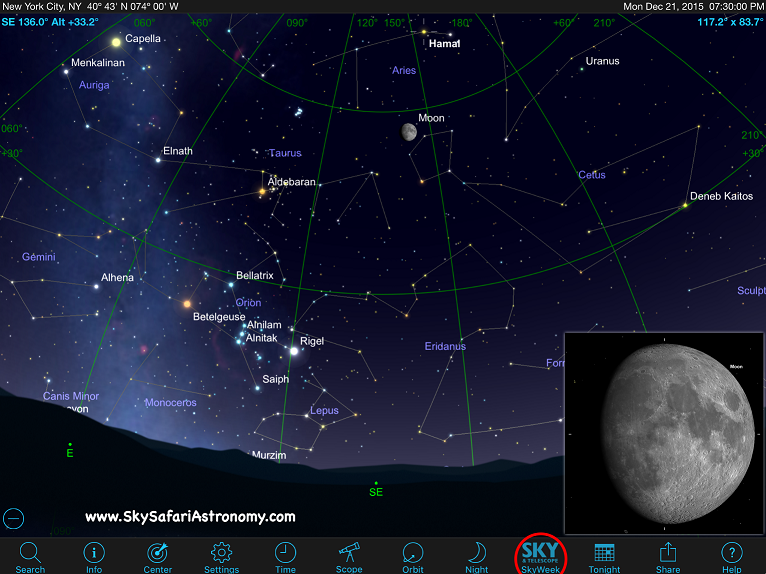 New York City, NY 40° 43' N 074° 00' W
Mon Dec 21, 2015 07:30:00 PM
SE 136.0° Alt +33.2°
060°
+60°
090°
120°
150°
-180°
+60°
210°
117.2° x 83.7°
Capella
Hamal
Menkalinan
Uranus
Auriga
Aries
Moon
060°
+30°
210°
+30°
Elnath
Taurus
Cetus
Aldebaran
Deneb Kaitos
Gemini
Alhena
Bellatrix
Sculpt
Orion
Betelgeuse
Alnilam
Alnitak
Rigel
Eridanus
Forn
Moon
Saiph
Canis Minor
yon
Monoceros
Lepus
Murzim
E
SE
www.SkySafariAstronomy.com
090°
SKY
& TELESCOPE
Search
Info
Center
Settings
Time
Scope
Orbit
Night
SkyWeek
Tonight
Share
Help